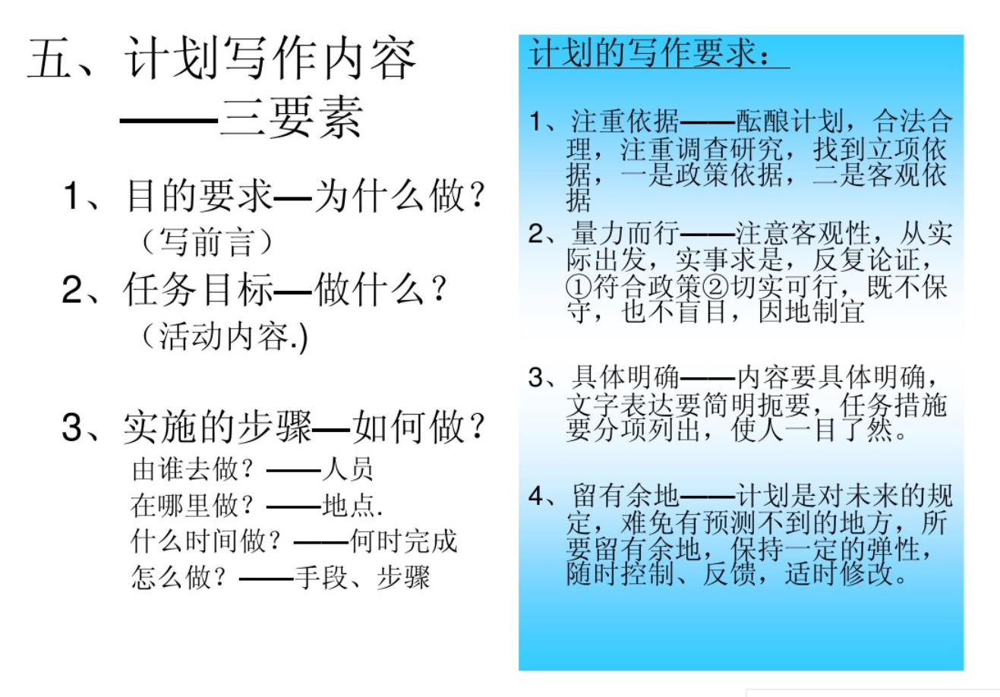 五、计划写作内容
——三要素
1、目的要求—为什么做？
（写前言）
2、任务目标—做什么？
（活动内容.)
3、实施的步骤—如何做？
由谁去做？——人员
在哪里做？——地点.
什么时间做？——何时完成
怎么做？——手段、步骤
计划的写作要求：
1、注重依据——酝酿计划，合法合
理，注重调查研究，找到立项依
据，一是政策依据，二是客观依
据
2、量力而行——注意客观性，从实
际出发，实事求是，反复论证，
①符合政策②切实可行，既不保
守，也不盲目，因地制宜
3、具体明确——内容要具体明确，
文字表达要简明扼要，任务措施
要分项列出，使人一目了然。
4、留有余地——计划是对未来的规
定，难免有预测不到的地方，所
要留有余地，保持一定的弹性，
随时控制、反馈，适时修改。